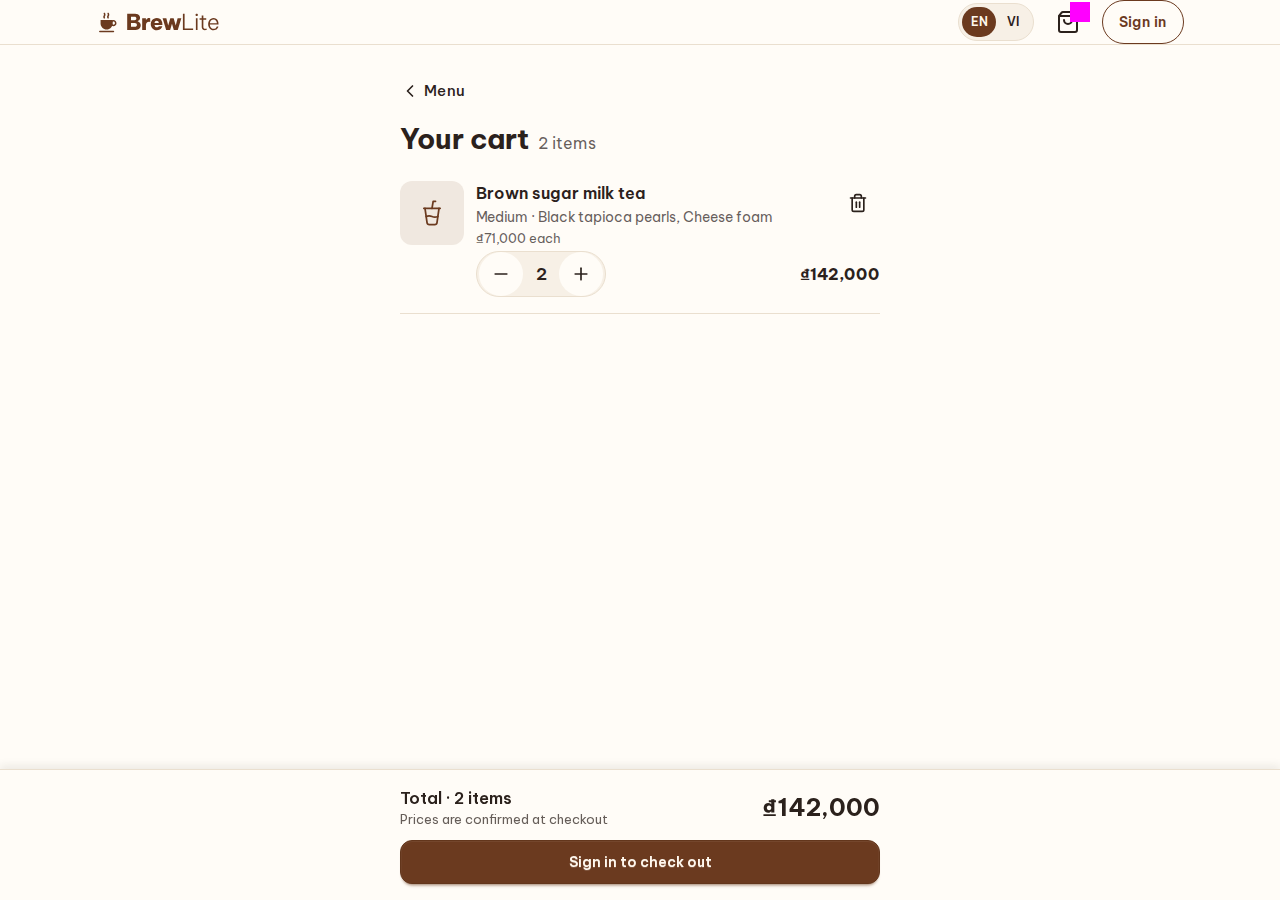 BrewLite
EN VI
Sign in
Menu
Your cart 2 items
Brown sugar milk tea
Medium · Black tapioca pearls, Cheese foam
₫71,000 each
2
₫142,000
Total · 2 items
Prices are confirmed at checkout
₫142,000
Sign in to check out